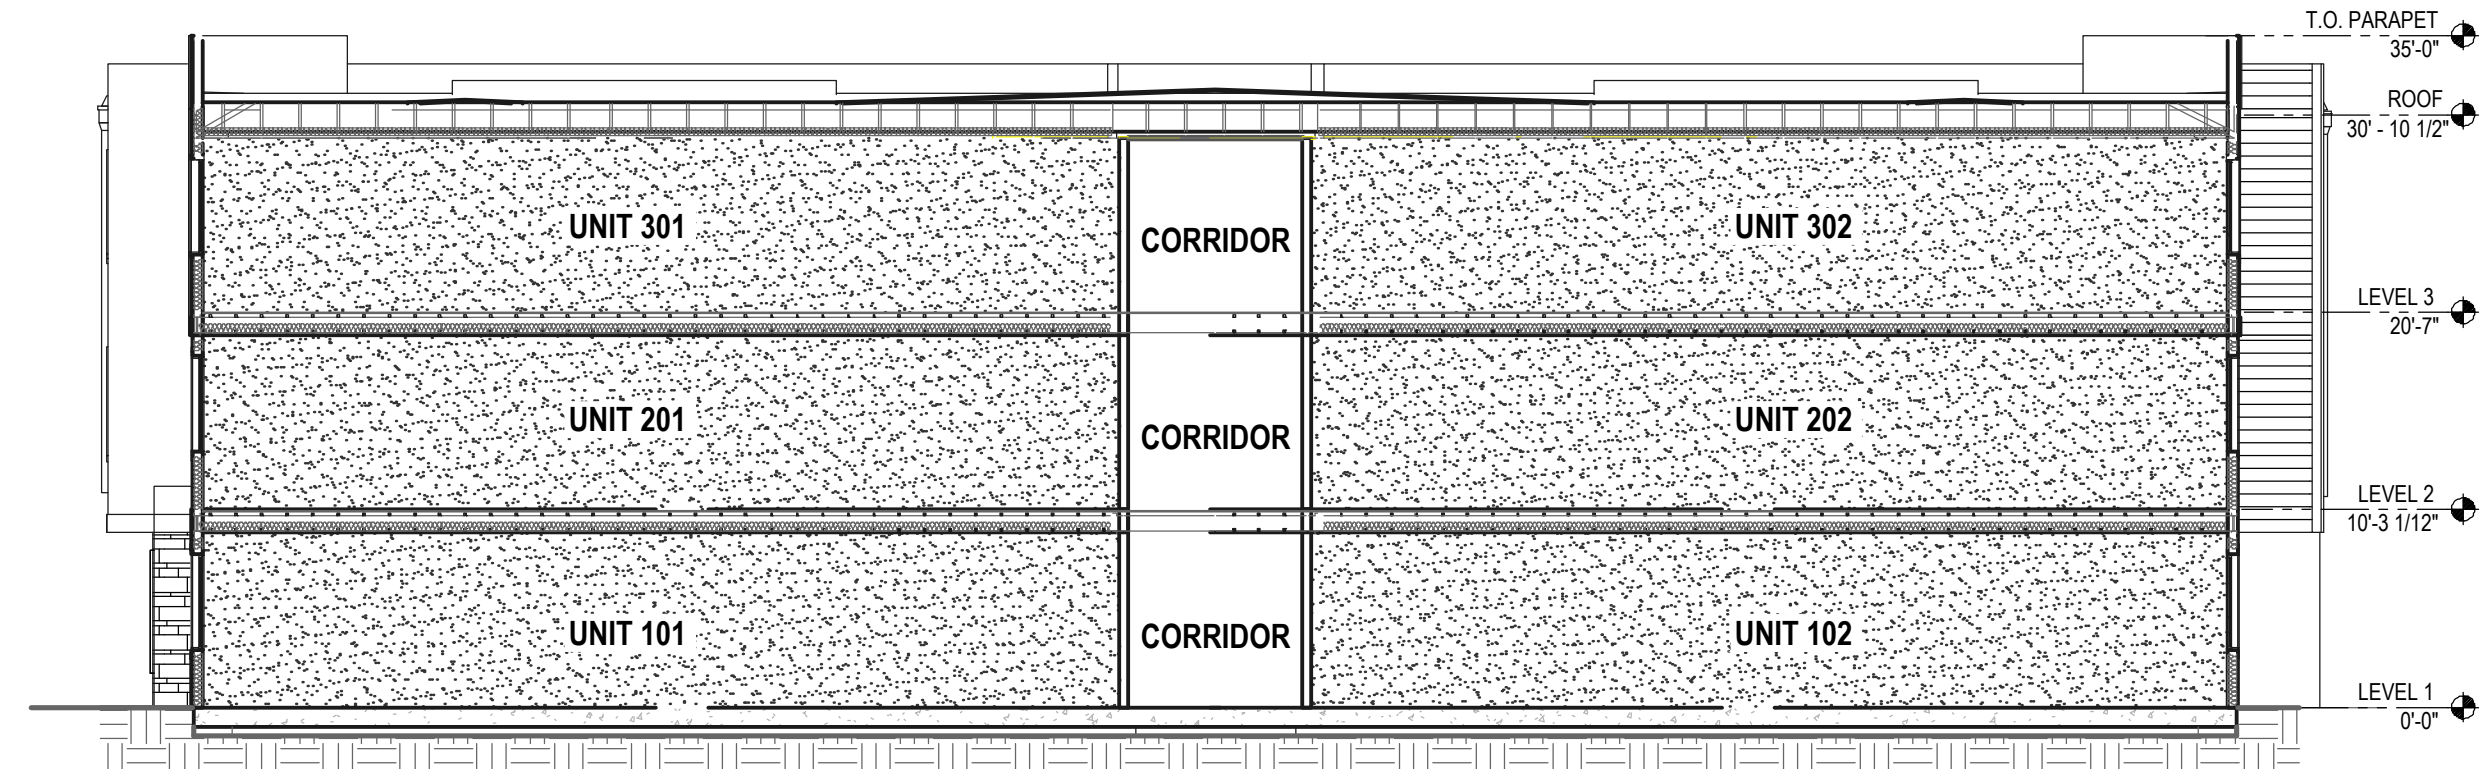 T.O. PARAPET
35'-0"
ROOF
30' - 10 1/2"
UNIT 301
CORRIDOR
UNIT 302
LEVEL 3
20'-7"
UNIT 201
CORRIDOR
UNIT 202
LEVEL 2
10'-3 1/12"
UNIT 101
CORRIDOR
UNIT 102
LEVEL 1
0'-0"